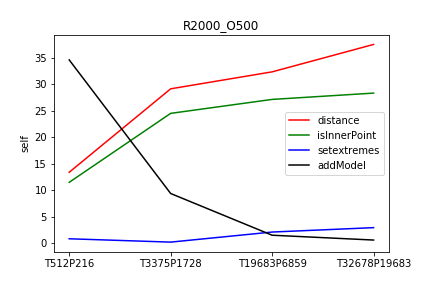 R2000_O500
35
30
25
20
15
10
5
0
self
distance
isInnerPoint
setextremes
addModel
T512P216 T3375P1728 T19683P6859 T32678P19683